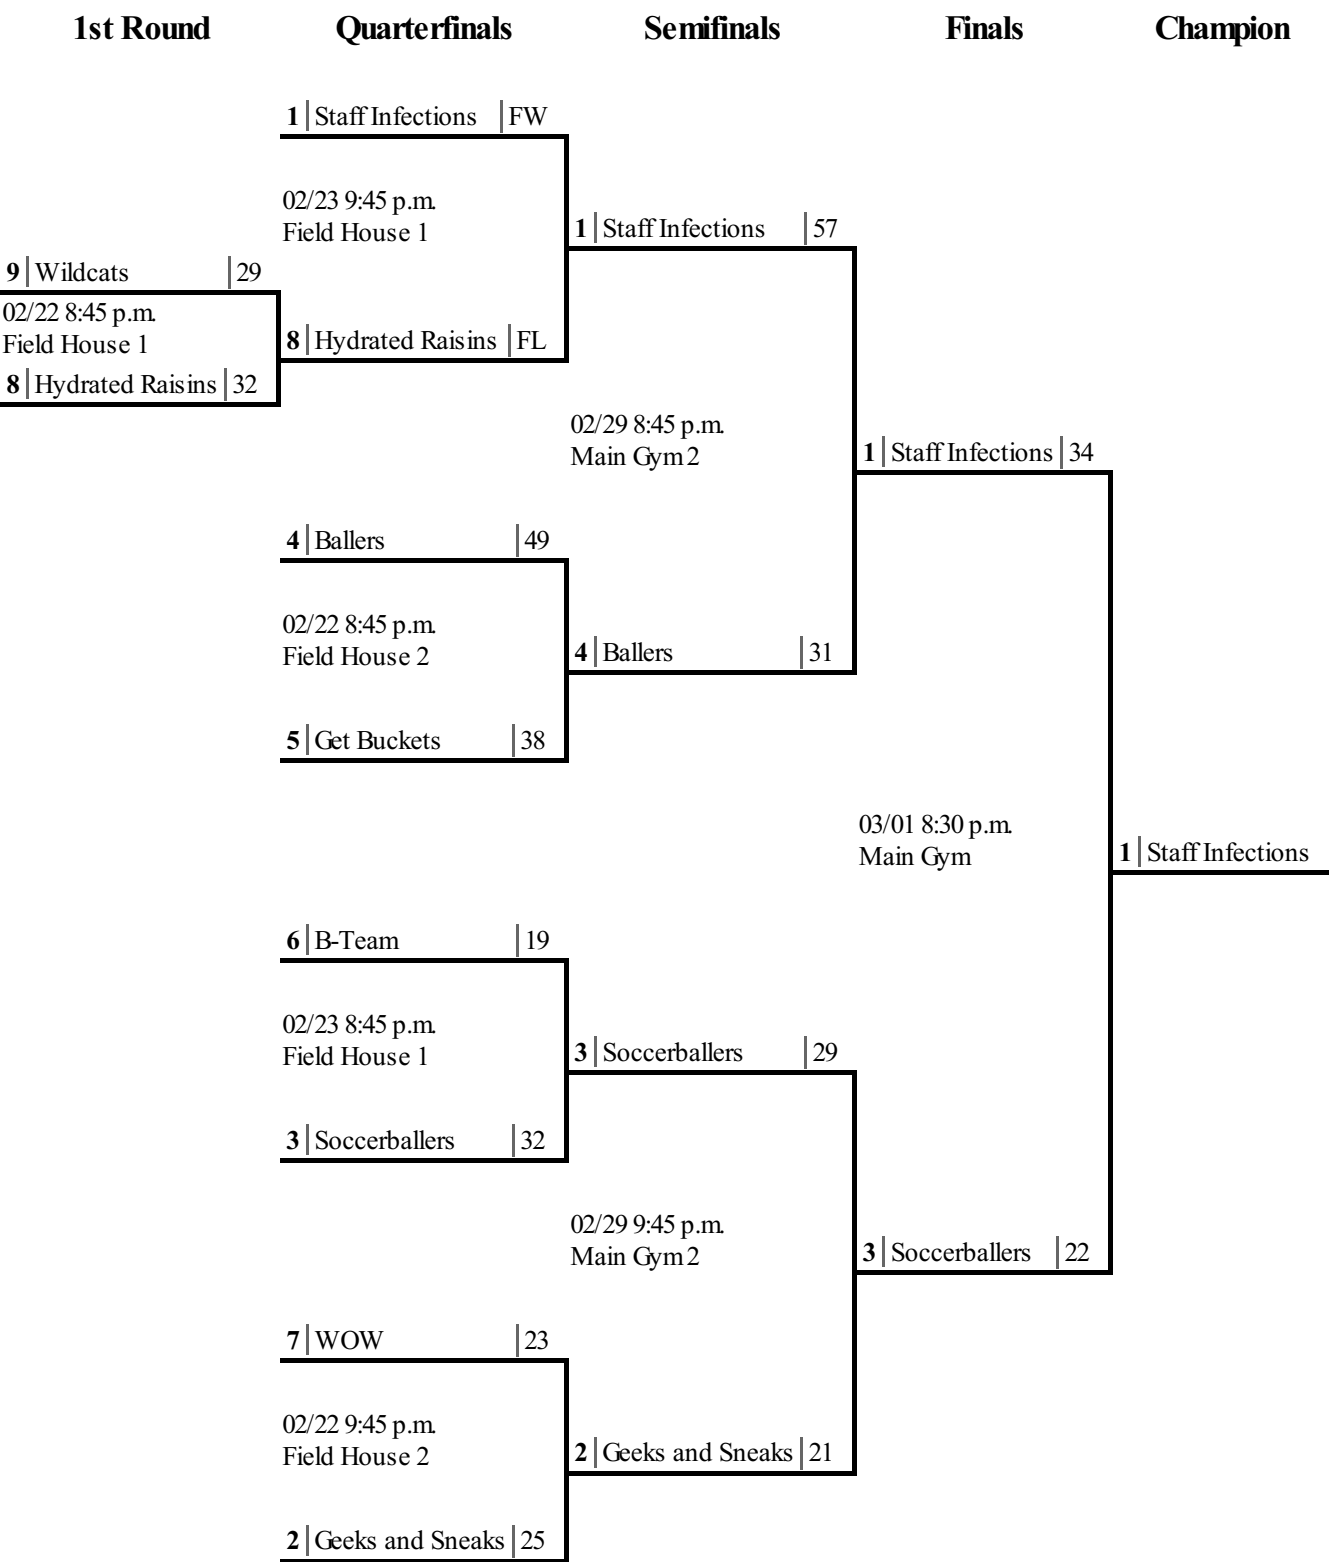 1st Round Quarterfinals Semifinals Finals Champion
1 Staff Infections FW
02/23 9:45 p.m.
Field House 1
1 Staff Infections 57
9 Wildcats 29
02/22 8:45 p.m.
Field House 1
8 Hydrated Raisins FL
8 Hydrated Raisins 32
02/29 8:45 p.m.
Main Gym 2
1 Staff Infections 34
4 Ballers 49
02/22 8:45 p.m.
Field House 2
4 Ballers 31
5 Get Buckets 38
03/01 8:30 p.m.
Main Gym
1 Staff Infections
6 B-Team 19
02/23 8:45 p.m.
Field House 1
3 Soccerballers 29
3 Soccerballers 32
02/29 9:45 p.m.
Main Gym 2
3 Soccerballers 22
7 WOW 23
02/22 9:45 p.m.
Field House 2
2 Geeks and Sneaks 21
2 Geeks and Sneaks 25